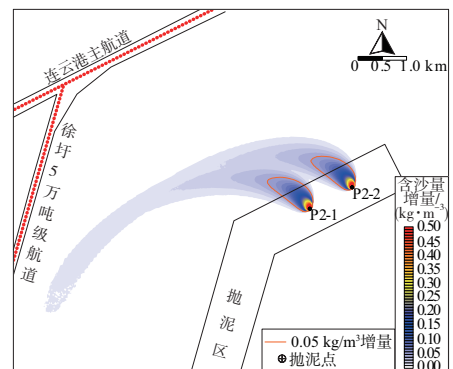 N
0 0.5 1.0 km
连云港主航道
徐圩5万吨级航道
P2-2
P2-1
抛泥区
含沙量
增量/
(kg·m⁻³)
0.50
0.45
0.40
0.35
0.30
0.25
0.20
0.15
0.10
0.05
0.00
0.05 kg/m³增量
抛泥点